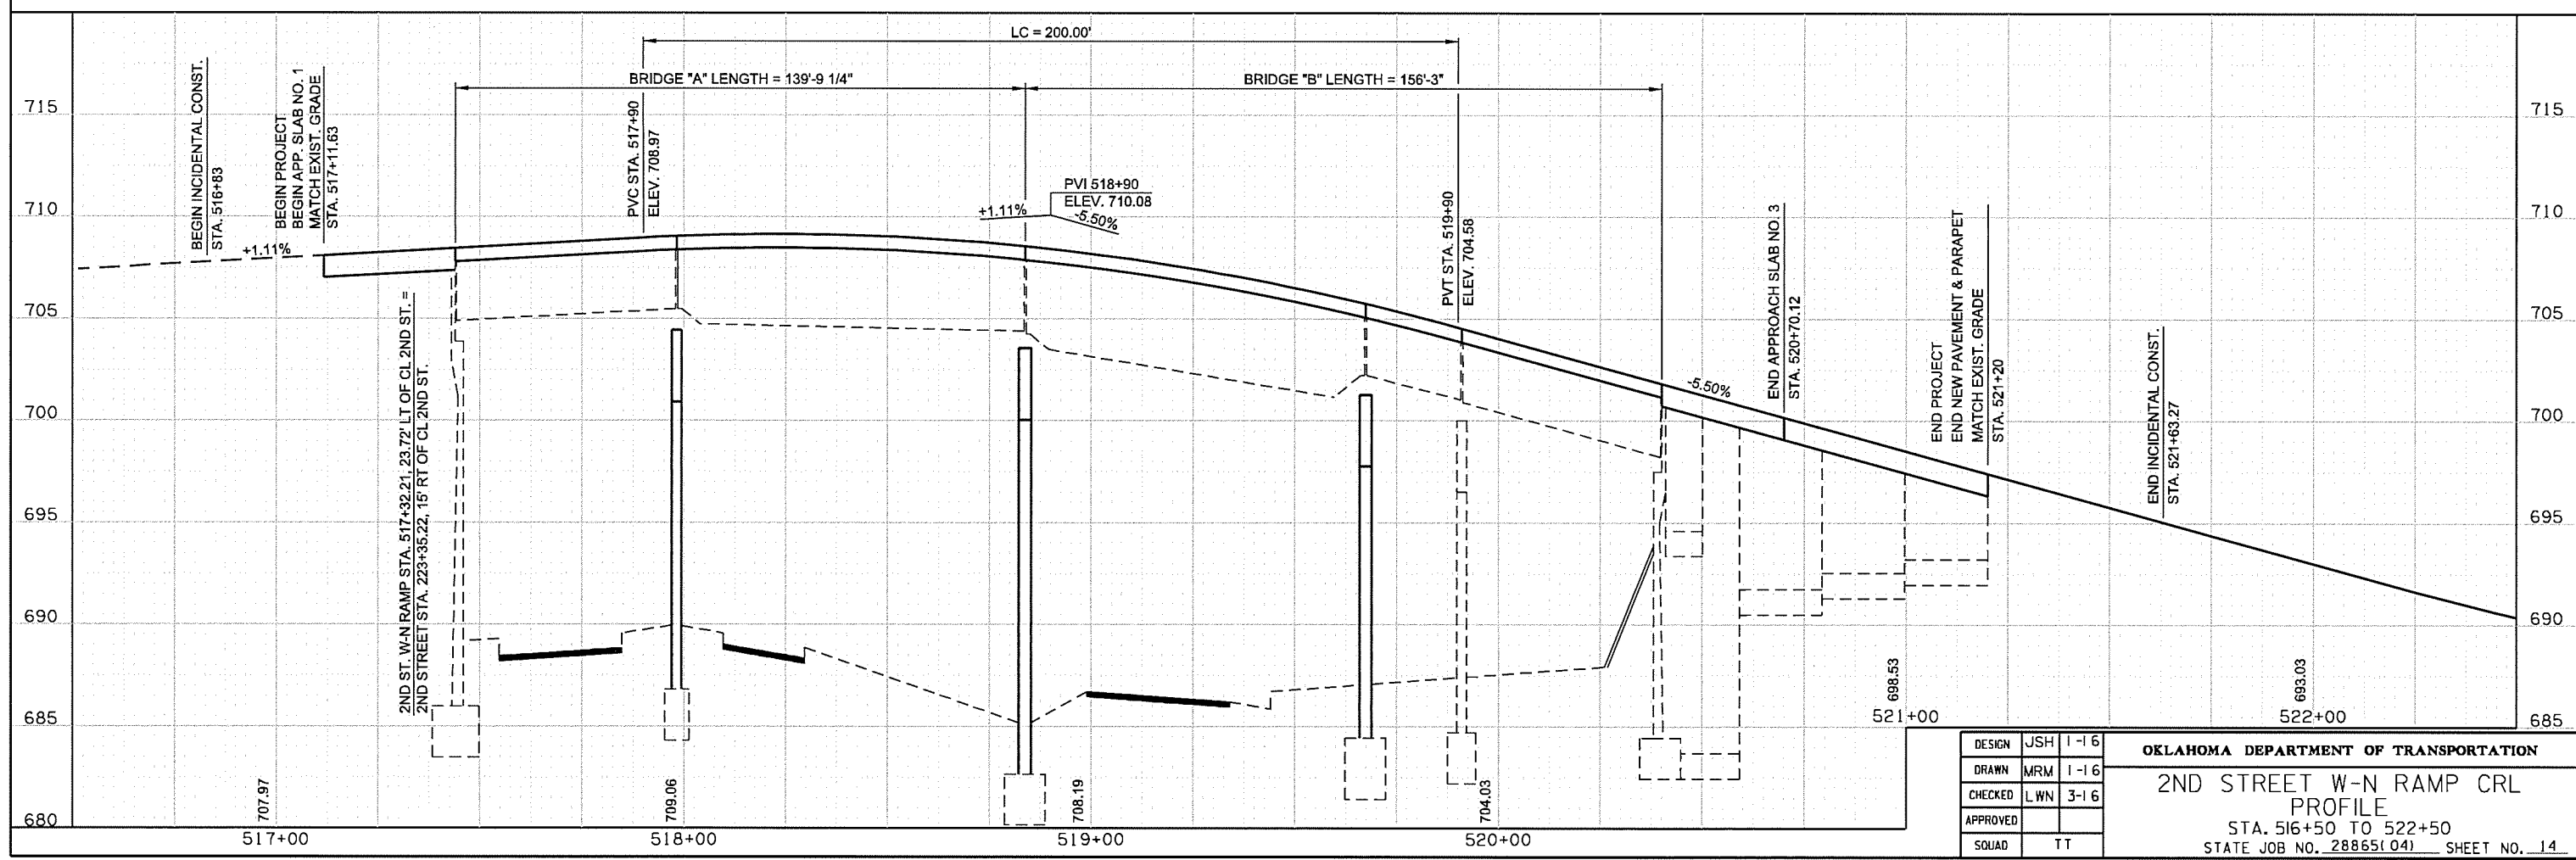 LC = 200.00'
BRIDGE "A" LENGTH = 139'-9 1/4"
BRIDGE "B" LENGTH = 156'-3"
BEGIN INCIDENTAL CONST.
STA. 516+83
BEGIN PROJECT
BEGIN APP. SLAB NO. 1
MATCH EXIST. GRADE
STA. 517+11.63
PVC STA. 517+90
ELEV. 708.97
PVI 518+90
ELEV. 710.08
+1.11%
-5.50%
+1.11%
PVT STA. 519+90
ELEV. 704.58
-5.50%
END APPROACH SLAB NO. 3
STA. 520+70.12
END PROJECT
END NEW PAVEMENT & PARAPET
MATCH EXIST. GRADE
STA. 521+20
END INCIDENTAL CONST.
STA. 521+63.27
2ND ST. W-N RAMP STA. 517+32.21, 23.72' LT OF CL 2ND ST. =
2ND STREET STA. 223+35.22, 15' RT OF CL 2ND ST.
715
710
705
700
695
690
685
680
715
710
705
700
695
690
685
707.97
709.06
708.19
704.03
698.53
693.03
517+00
518+00
519+00
520+00
521+00
522+00
DESIGN JSH 1-16
DRAWN MRM 1-16
CHECKED LWN 3-16
APPROVED
SQUAD TT
OKLAHOMA DEPARTMENT OF TRANSPORTATION
2ND STREET W-N RAMP CRL
PROFILE
STA. 516+50 TO 522+50
STATE JOB NO. 28865(04) SHEET NO. 14